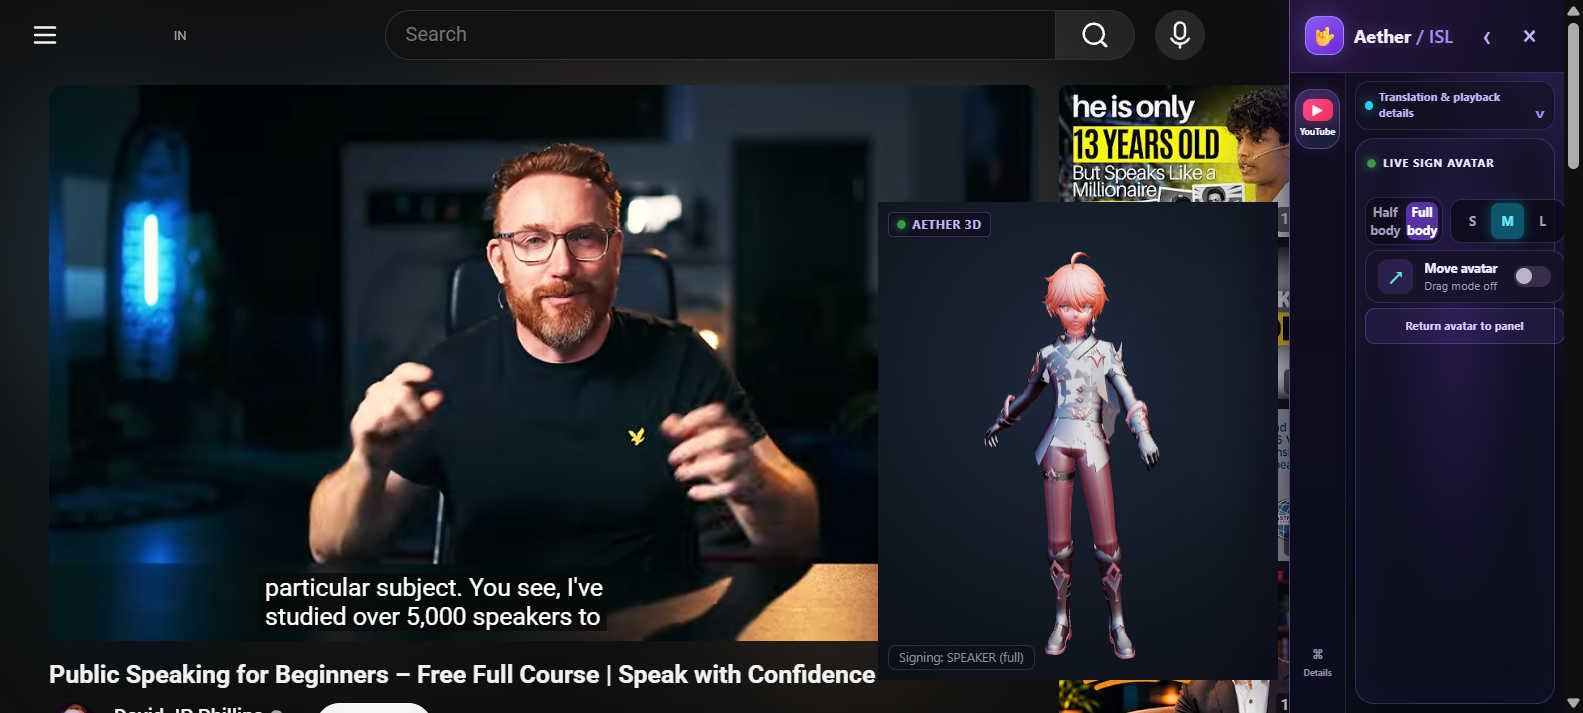 IN
Search
Aether / ISL
YouTube
Translation & playback
details
LIVE SIGN AVATAR
Half
body
Full
body
S
M
L
Move avatar
Drag mode off
Return avatar to panel
Details
he is only
13 YEARS OLD
But Speaks Like a
Millionaire
AETHER 3D
Signing: SPEAKER (full)
particular subject. You see, I've
studied over 5,000 speakers to
Public Speaking for Beginners – Free Full Course | Speak with Confidence